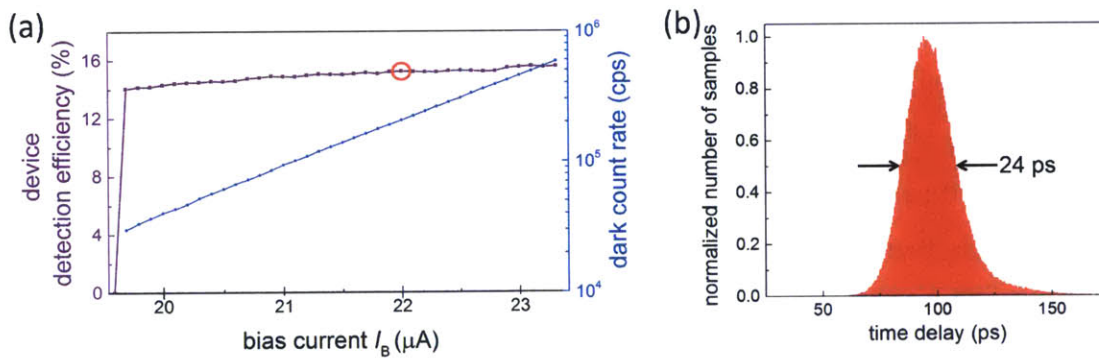 (a)
device
detection efficiency (%)
16
12
8
4
0
20
21
22
23
bias current I_B (μA)
10^6
10^5
10^4
dark count rate (cps)
(b)
normalized number of samples
1.0
0.8
0.6
0.4
0.2
0.0
24 ps
50
100
150
time delay (ps)